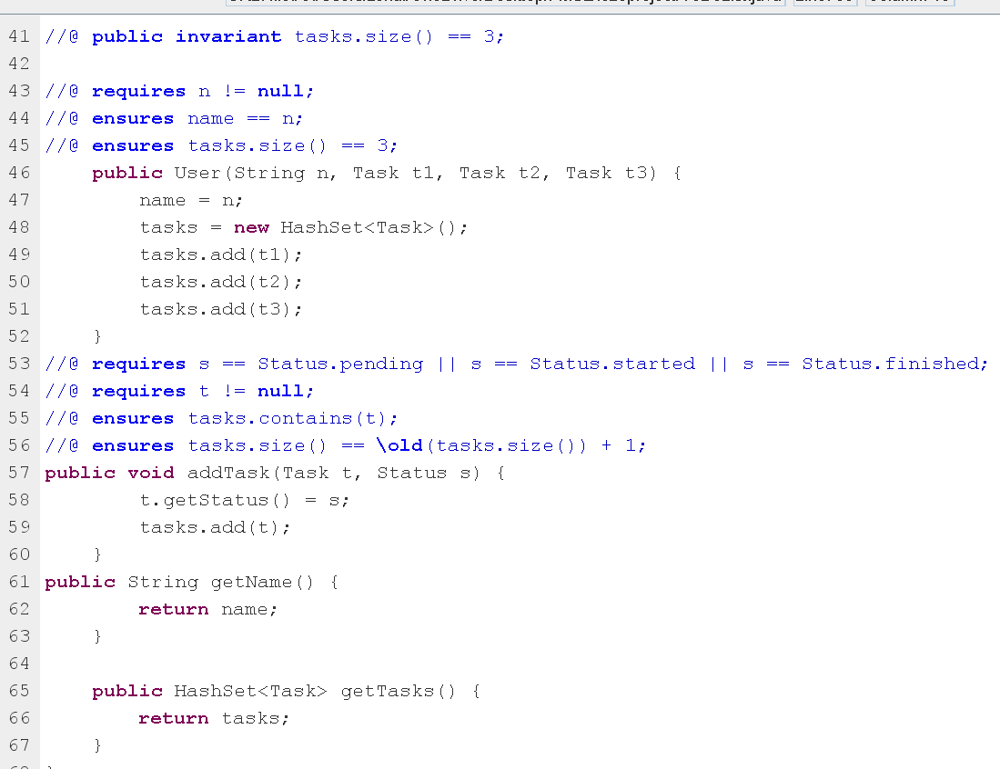 41 //@ public invariant tasks.size() == 3;
42
43 //@ requires n != null;
44 //@ ensures name == n;
45 //@ ensures tasks.size() == 3;
46     public User(String n, Task t1, Task t2, Task t3) {
47         name = n;
48         tasks = new HashSet<Task>();
49         tasks.add(t1);
50         tasks.add(t2);
51         tasks.add(t3);
52     }
53 //@ requires s == Status.pending || s == Status.started || s == Status.finished;
54 //@ requires t != null;
55 //@ ensures tasks.contains(t);
56 //@ ensures tasks.size() == \old(tasks.size()) + 1;
57 public void addTask(Task t, Status s) {
58         t.getStatus() = s;
59         tasks.add(t);
60     }
61 public String getName() {
62         return name;
63     }
64
65     public HashSet<Task> getTasks() {
66         return tasks;
67     }